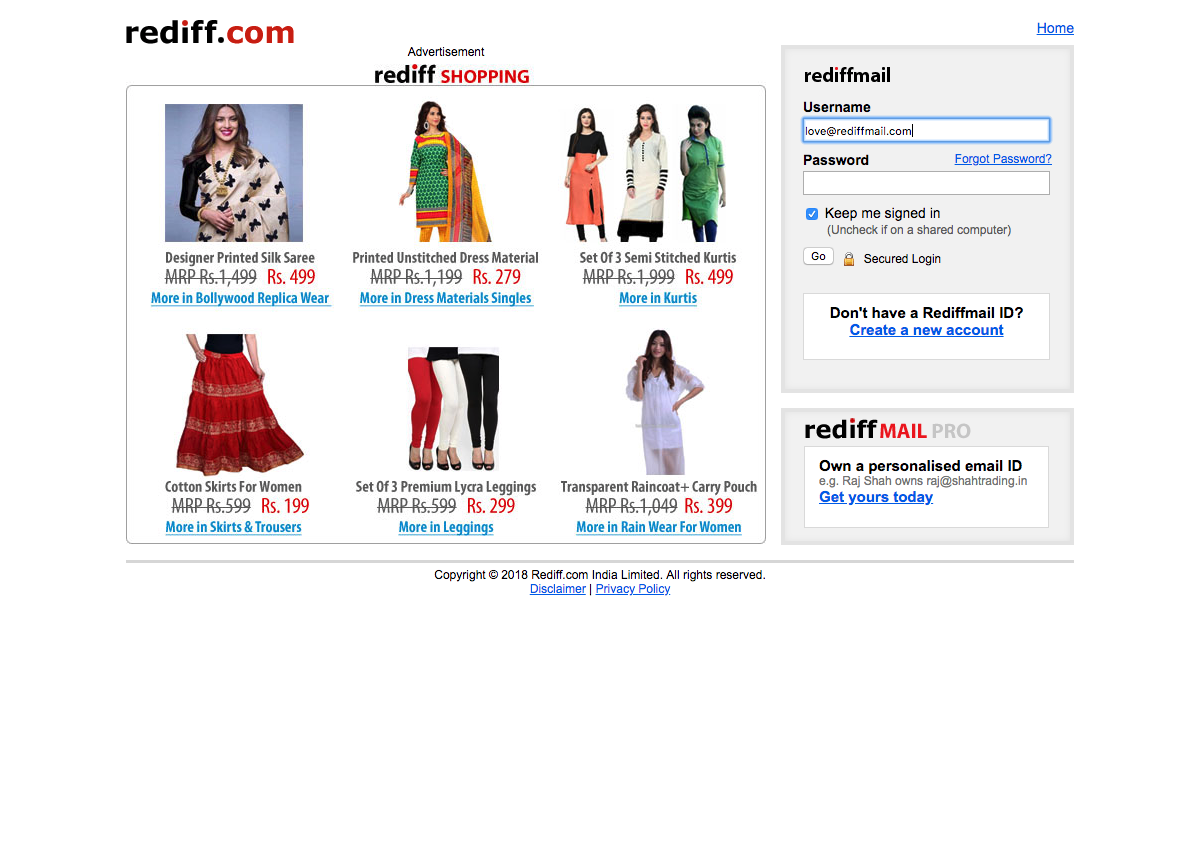 rediff.com
Home
Advertisement
rediff SHOPPING
Designer Printed Silk Saree
MRP Rs.1,499 Rs. 499
More in Bollywood Replica Wear
Printed Unstitched Dress Material
MRP Rs.1,199 Rs. 279
More in Dress Materials Singles
Set Of 3 Semi Stitched Kurtis
MRP Rs.1,999 Rs. 499
More in Kurtis
Cotton Skirts For Women
MRP Rs.599 Rs. 199
More in Skirts & Trousers
Set Of 3 Premium Lycra Leggings
MRP Rs.599 Rs. 299
More in Leggings
Transparent Raincoat+ Carry Pouch
MRP Rs.1,049 Rs. 399
More in Rain Wear For Women
rediffmail
Username
love@rediffmail.com
Password Forgot Password?
Keep me signed in
(Uncheck if on a shared computer)
Go Secured Login
Don't have a Rediffmail ID?
Create a new account
rediff MAIL PRO
Own a personalised email ID
e.g. Raj Shah owns raj@shahtrading.in
Get yours today
Copyright © 2018 Rediff.com India Limited. All rights reserved.
Disclaimer | Privacy Policy